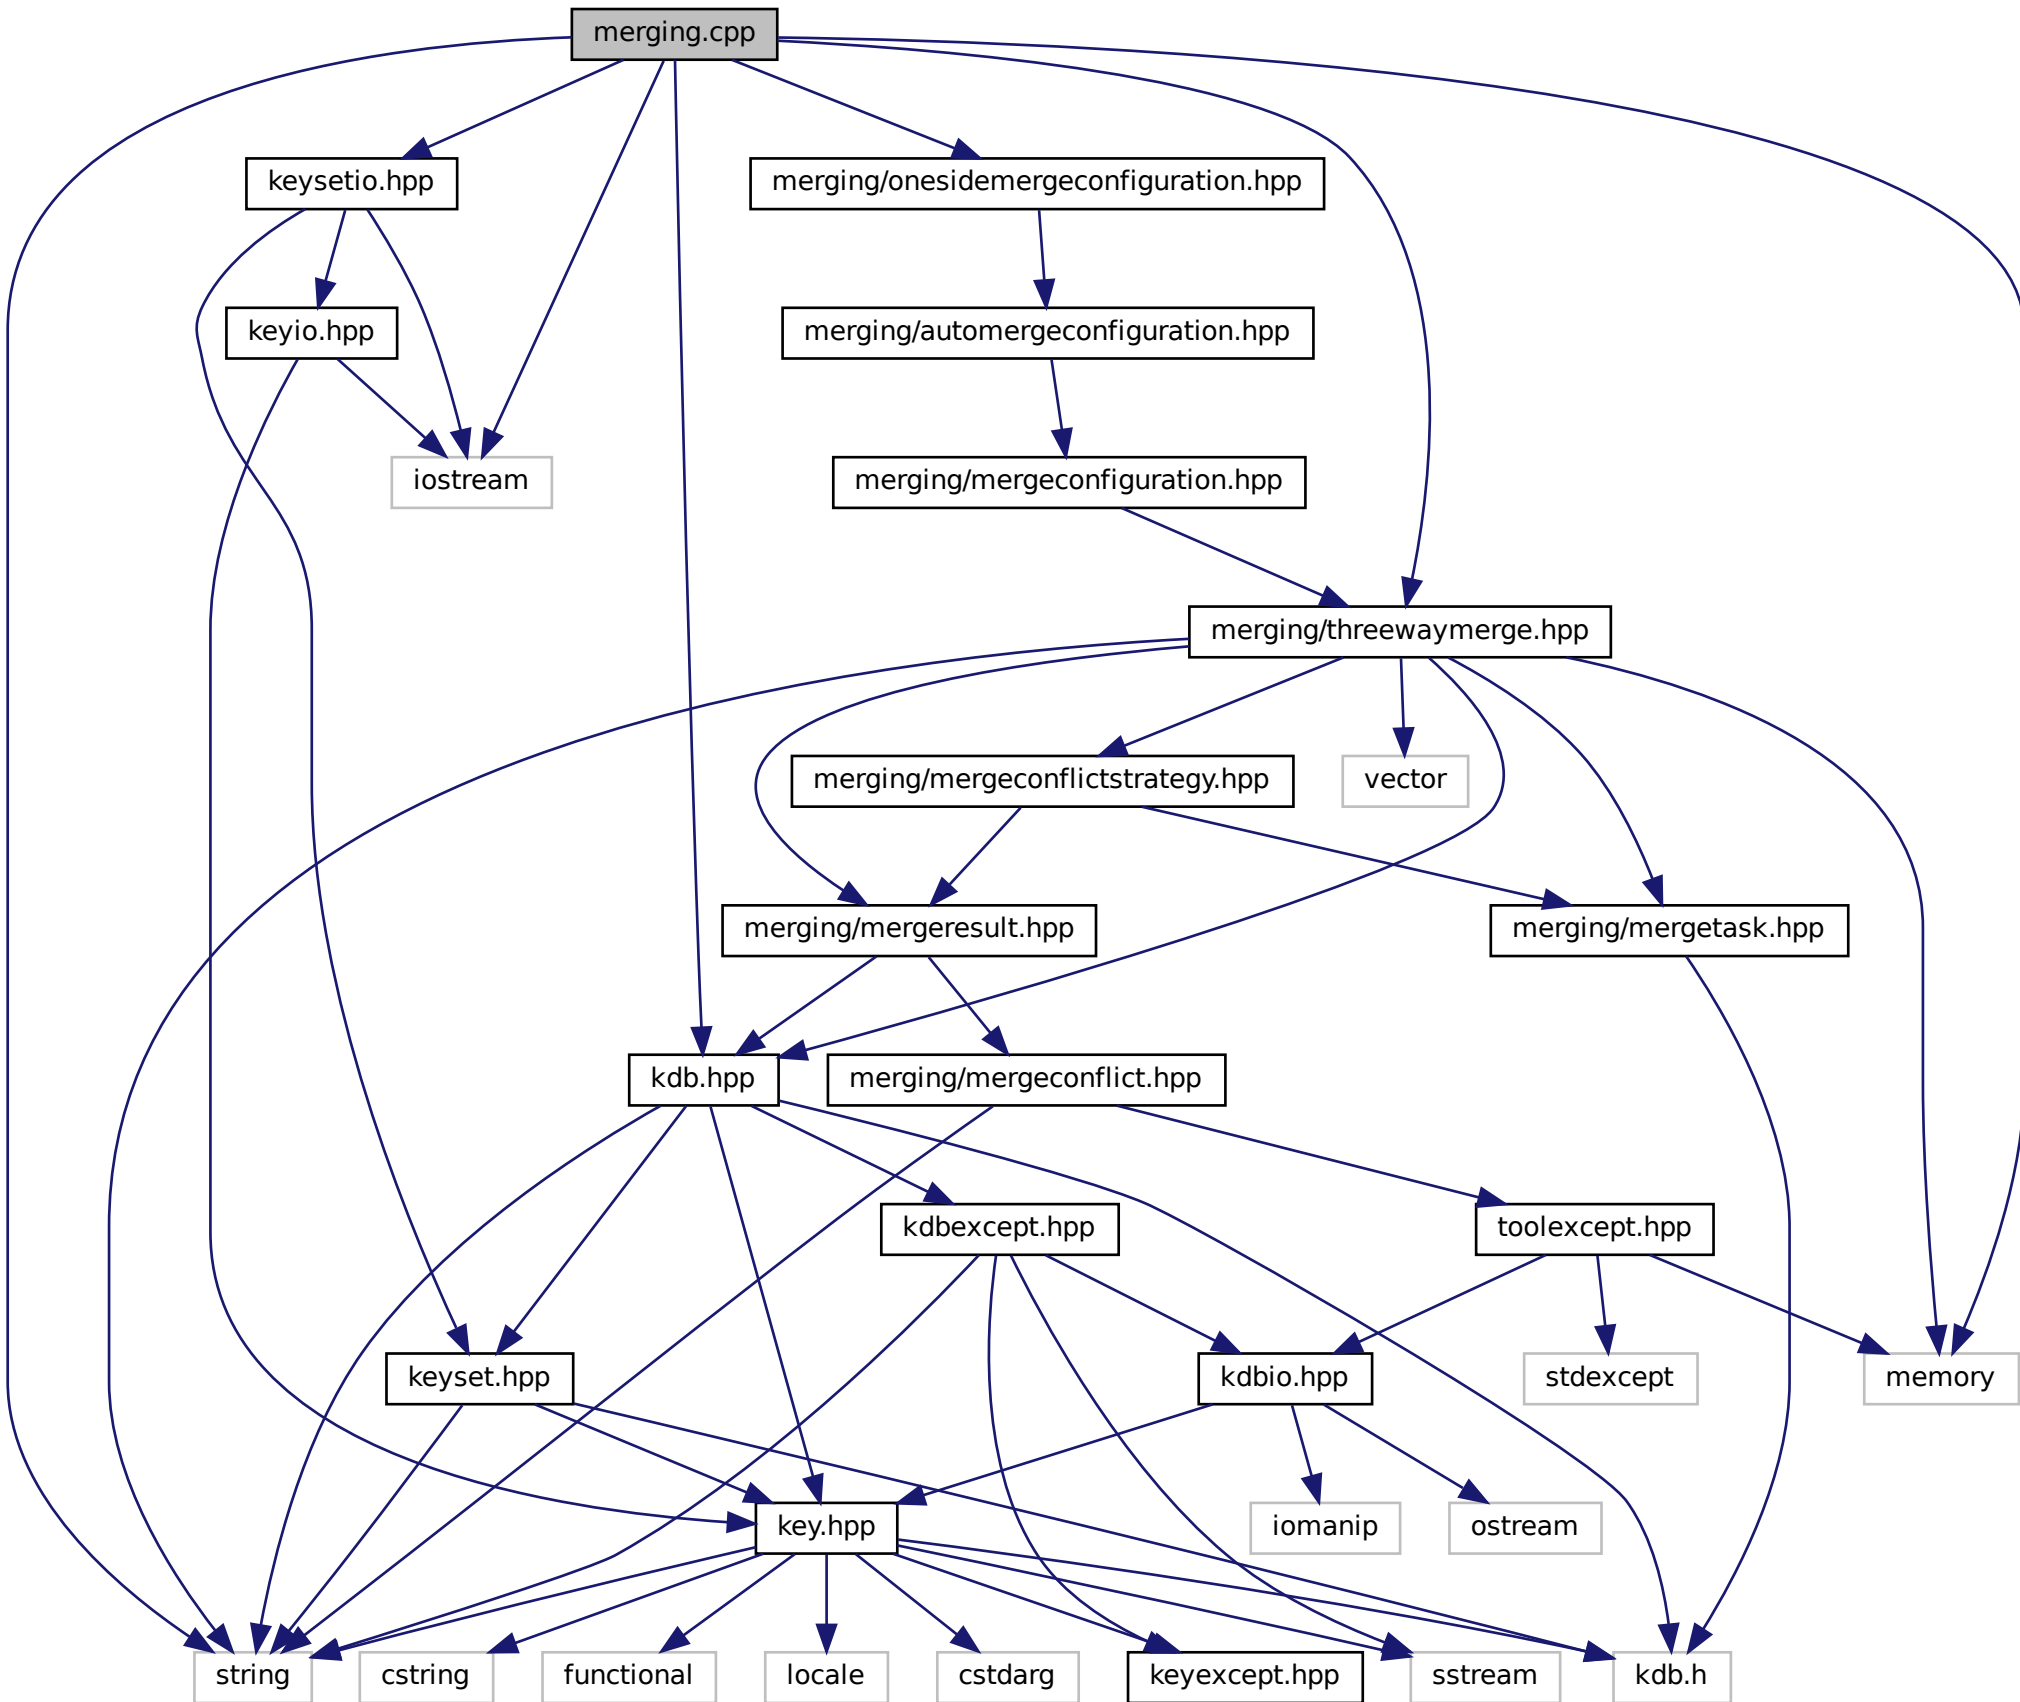 merging.cpp
keysetio.hpp
merging/onesidemergeconfiguration.hpp
keyio.hpp
merging/automergeconfiguration.hpp
iostream
merging/mergeconfiguration.hpp
merging/threewaymerge.hpp
merging/mergeconflictstrategy.hpp
vector
merging/mergeresult.hpp
merging/mergetask.hpp
kdb.hpp
merging/mergeconflict.hpp
kdbexcept.hpp
toolexcept.hpp
keyset.hpp
kdbio.hpp
stdexcept
memory
key.hpp
iomanip
ostream
string
cstring
functional
locale
cstdarg
keyexcept.hpp
sstream
kdb.h